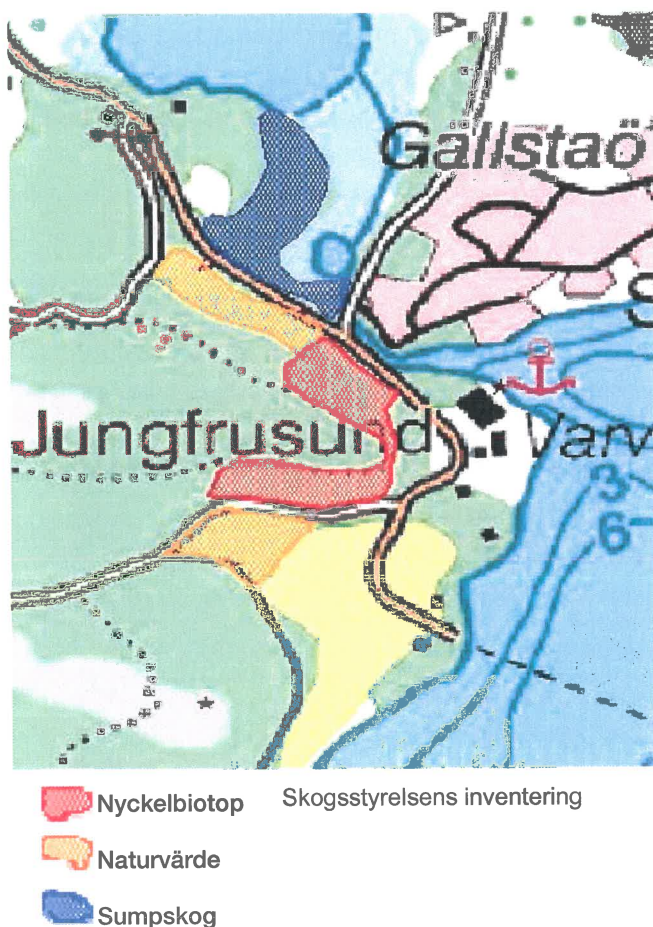 Gällstaö
Jungfrusund
Varv
3
6
Nyckelbiotop
Skogsstyrelsens inventering
Naturvärde
Sumpskog